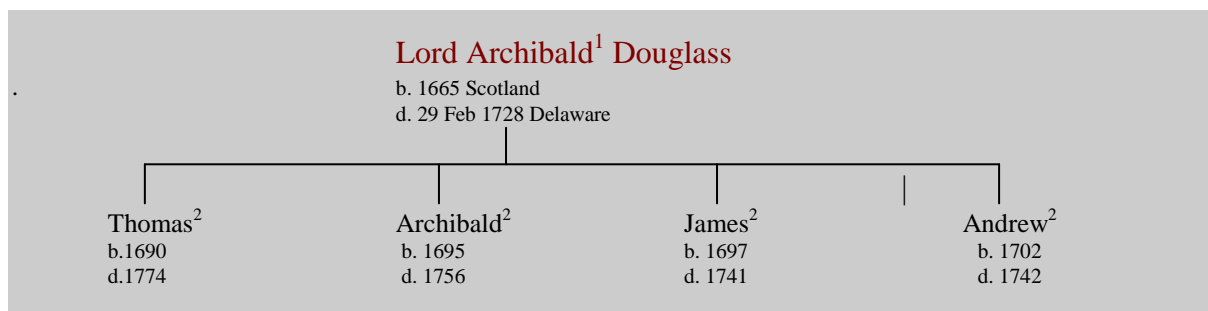 Lord Archibald¹ Douglass
b. 1665 Scotland
.
d. 29 Feb 1728 Delaware
Thomas² Archibald² James² Andrew²
b.1690 b. 1695 b. 1697 b. 1702
d.1774 d. 1756 d. 1741 d. 1742